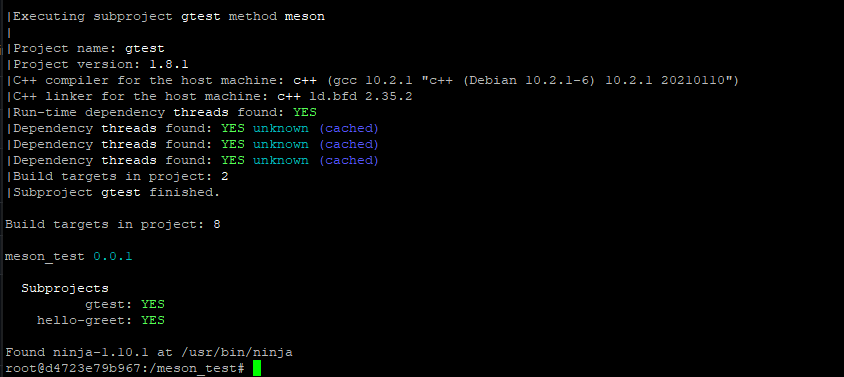 |Executing subproject gtest method meson
|
|Project name: gtest
|Project version: 1.8.1
|C++ compiler for the host machine: c++ (gcc 10.2.1 "c++ (Debian 10.2.1-6) 10.2.1 20210110")
|C++ linker for the host machine: c++ ld.bfd 2.35.2
|Run-time dependency threads found: YES
|Dependency threads found: YES unknown (cached)
|Dependency threads found: YES unknown (cached)
|Dependency threads found: YES unknown (cached)
|Build targets in project: 2
|Subproject gtest finished.
Build targets in project: 8
meson_test 0.0.1
Subprojects
gtest: YES
hello-greet: YES
Found ninja-1.10.1 at /usr/bin/ninja
root@d4723e79b967:/meson_test#